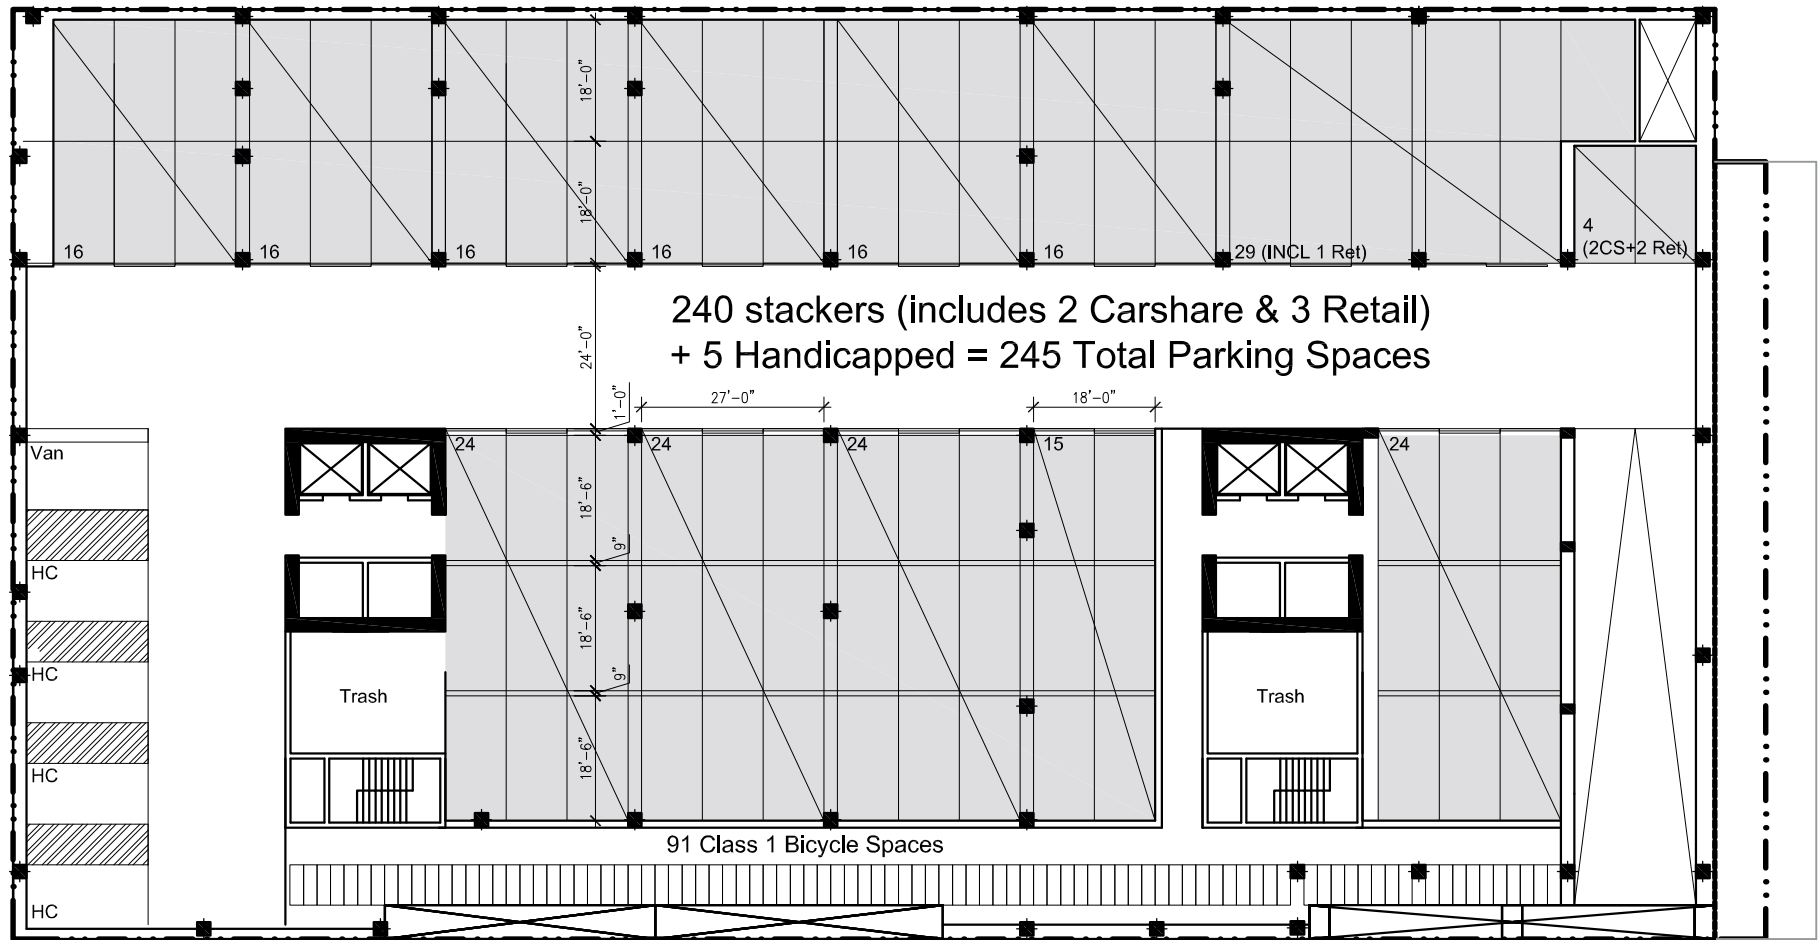 18'-0"
18'-0"
16
16
16
16
16
16
29 (INCL 1 Ret)
4
(2CS+2 Ret)
240 stackers (includes 2 Carshare & 3 Retail)
+ 5 Handicapped = 245 Total Parking Spaces
24'-0"
1'-0"
27'-0"
18'-0"
Van
24
24
24
15
24
18'-6"
9"
HC
18'-6"
HC
9"
Trash
Trash
18'-6"
HC
91 Class 1 Bicycle Spaces
HC